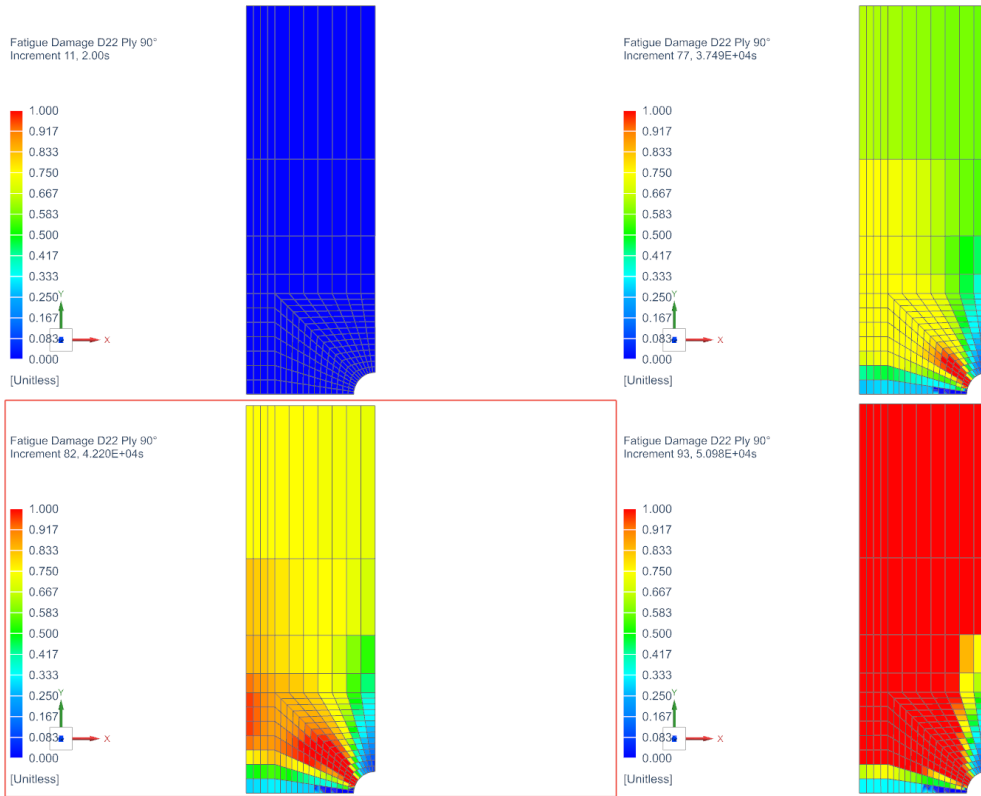 Fatigue Damage D22 Ply 90°
Increment 11, 2.00s
1.000
0.917
0.833
0.750
0.667
0.583
0.500
0.417
0.333
0.250
0.167
0.083
0.000
[Unitless]
Y
X
Fatigue Damage D22 Ply 90°
Increment 77, 3.749E+04s
1.000
0.917
0.833
0.750
0.667
0.583
0.500
0.417
0.333
0.250
0.167
0.083
0.000
[Unitless]
Y
X
Fatigue Damage D22 Ply 90°
Increment 82, 4.220E+04s
1.000
0.917
0.833
0.750
0.667
0.583
0.500
0.417
0.333
0.250
0.167
0.083
0.000
[Unitless]
Y
X
Fatigue Damage D22 Ply 90°
Increment 93, 5.098E+04s
1.000
0.917
0.833
0.750
0.667
0.583
0.500
0.417
0.333
0.250
0.167
0.083
0.000
[Unitless]
Y
X